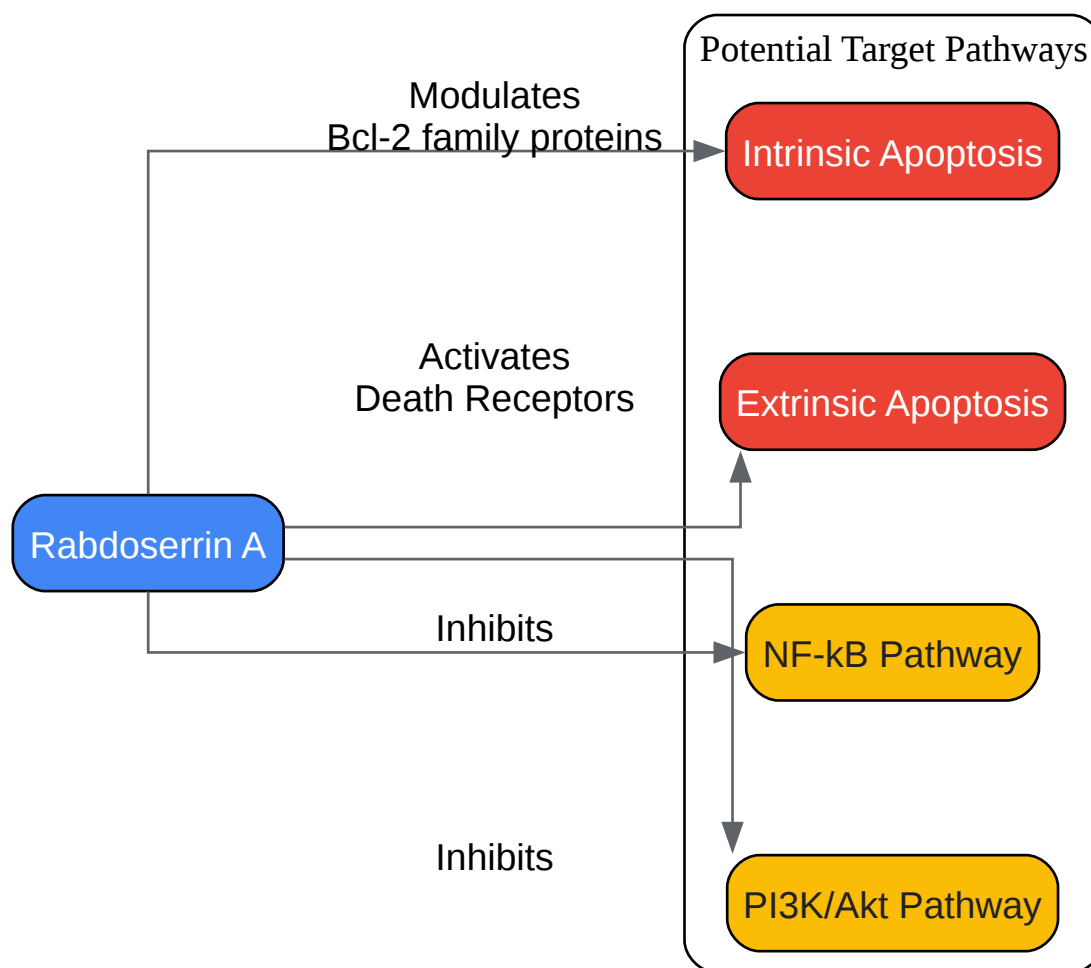 Potential Target Pathways
Modulates
Bcl-2 family proteins
Intrinsic Apoptosis
Activates
Death Receptors
Extrinsic Apoptosis
Rabdoserrin A
Inhibits
NF-kB Pathway
Inhibits
PI3K/Akt Pathway